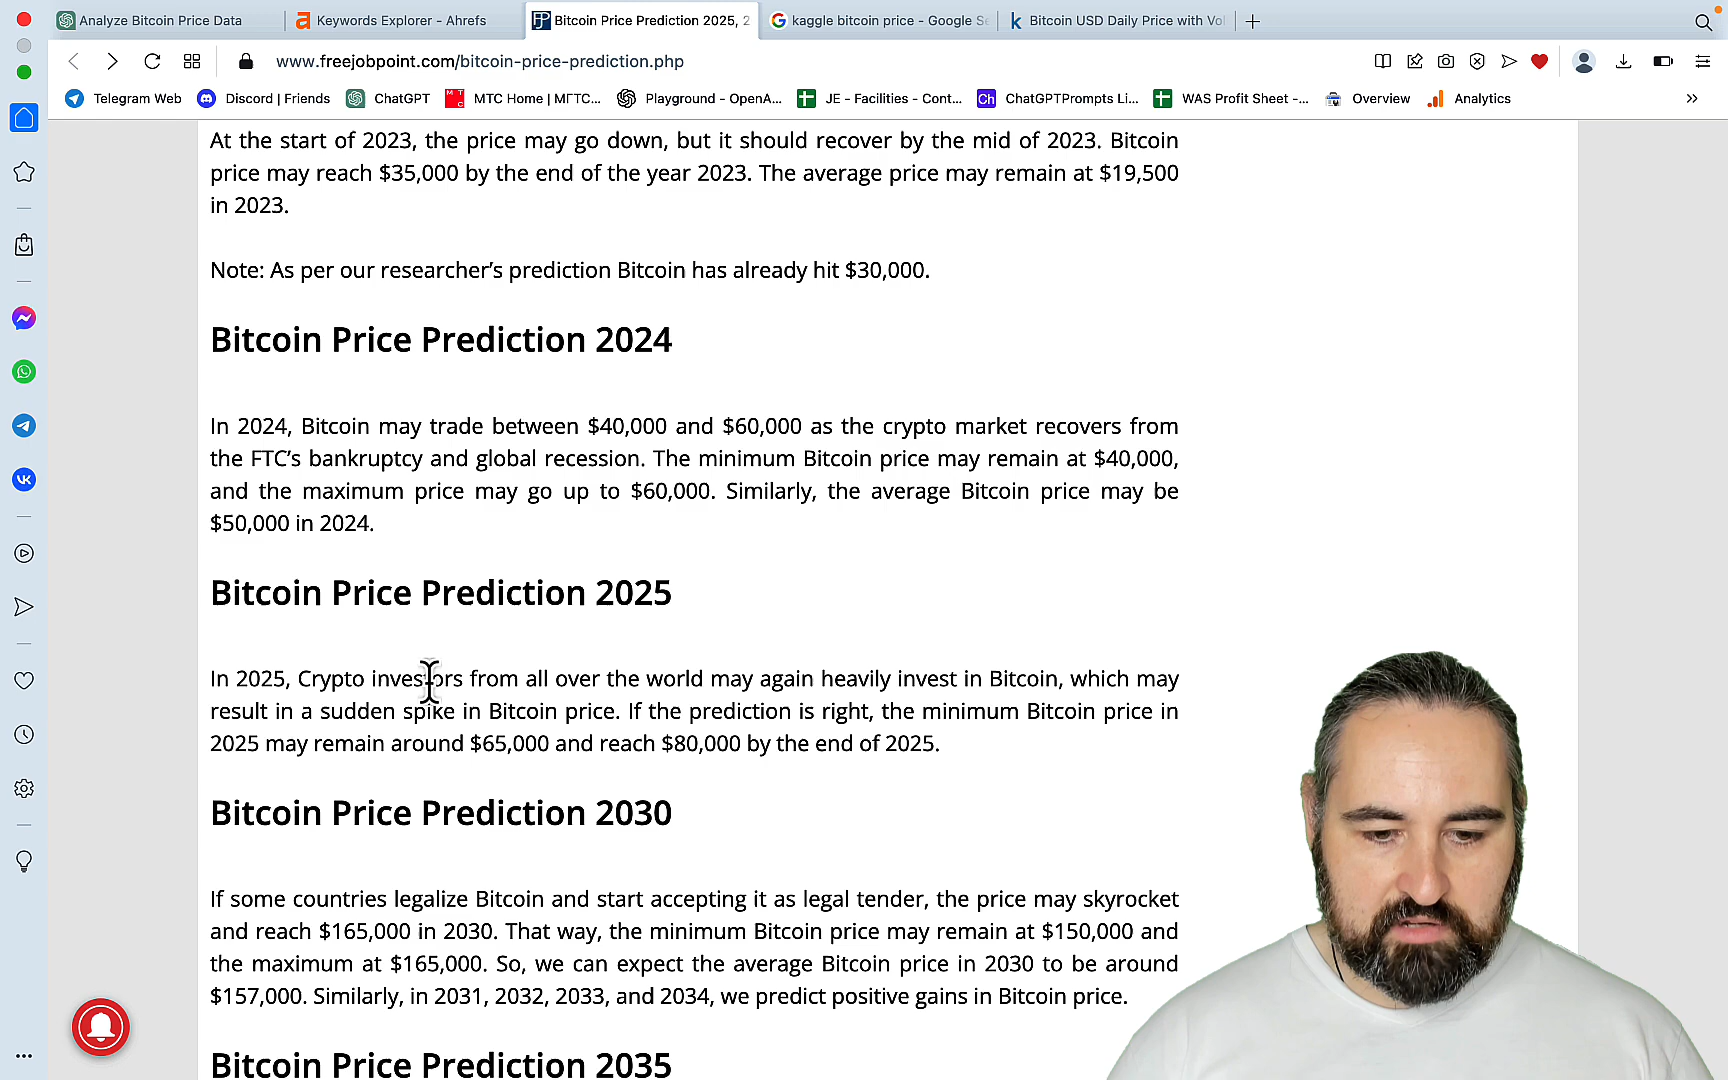 Analyze Bitcoin Price Data
Keywords Explorer - Ahrefs
Bitcoin Price Prediction 2025, 2
kaggle bitcoin price - Google Se
Bitcoin USD Daily Price with Vol
www.freejobpoint.com/bitcoin-price-prediction.php
Telegram Web
Discord | Friends
ChatGPT
MTC Home | МГТС...
Playground - OpenA...
JE - Facilities - Cont...
Ch
ChatGPTPrompts Li...
WAS Profit Sheet -...
Overview
Analytics
At the start of 2023, the price may go down, but it should recover by the mid of 2023. Bitcoin
price may reach $35,000 by the end of the year 2023. The average price may remain at $19,500
in 2023.
Note: As per our researcher’s prediction Bitcoin has already hit $30,000.
Bitcoin Price Prediction 2024
In 2024, Bitcoin may trade between $40,000 and $60,000 as the crypto market recovers from
the FTC’s bankruptcy and global recession. The minimum Bitcoin price may remain at $40,000,
and the maximum price may go up to $60,000. Similarly, the average Bitcoin price may be
$50,000 in 2024.
Bitcoin Price Prediction 2025
In 2025, Crypto investors from all over the world may again heavily invest in Bitcoin, which may
result in a sudden spike in Bitcoin price. If the prediction is right, the minimum Bitcoin price in
2025 may remain around $65,000 and reach $80,000 by the end of 2025.
Bitcoin Price Prediction 2030
If some countries legalize Bitcoin and start accepting it as legal tender, the price may skyrocket
and reach $165,000 in 2030. That way, the minimum Bitcoin price may remain at $150,000 and
the maximum at $165,000. So, we can expect the average Bitcoin price in 2030 to be around
$157,000. Similarly, in 2031, 2032, 2033, and 2034, we predict positive gains in Bitcoin price.
Bitcoin Price Prediction 2035